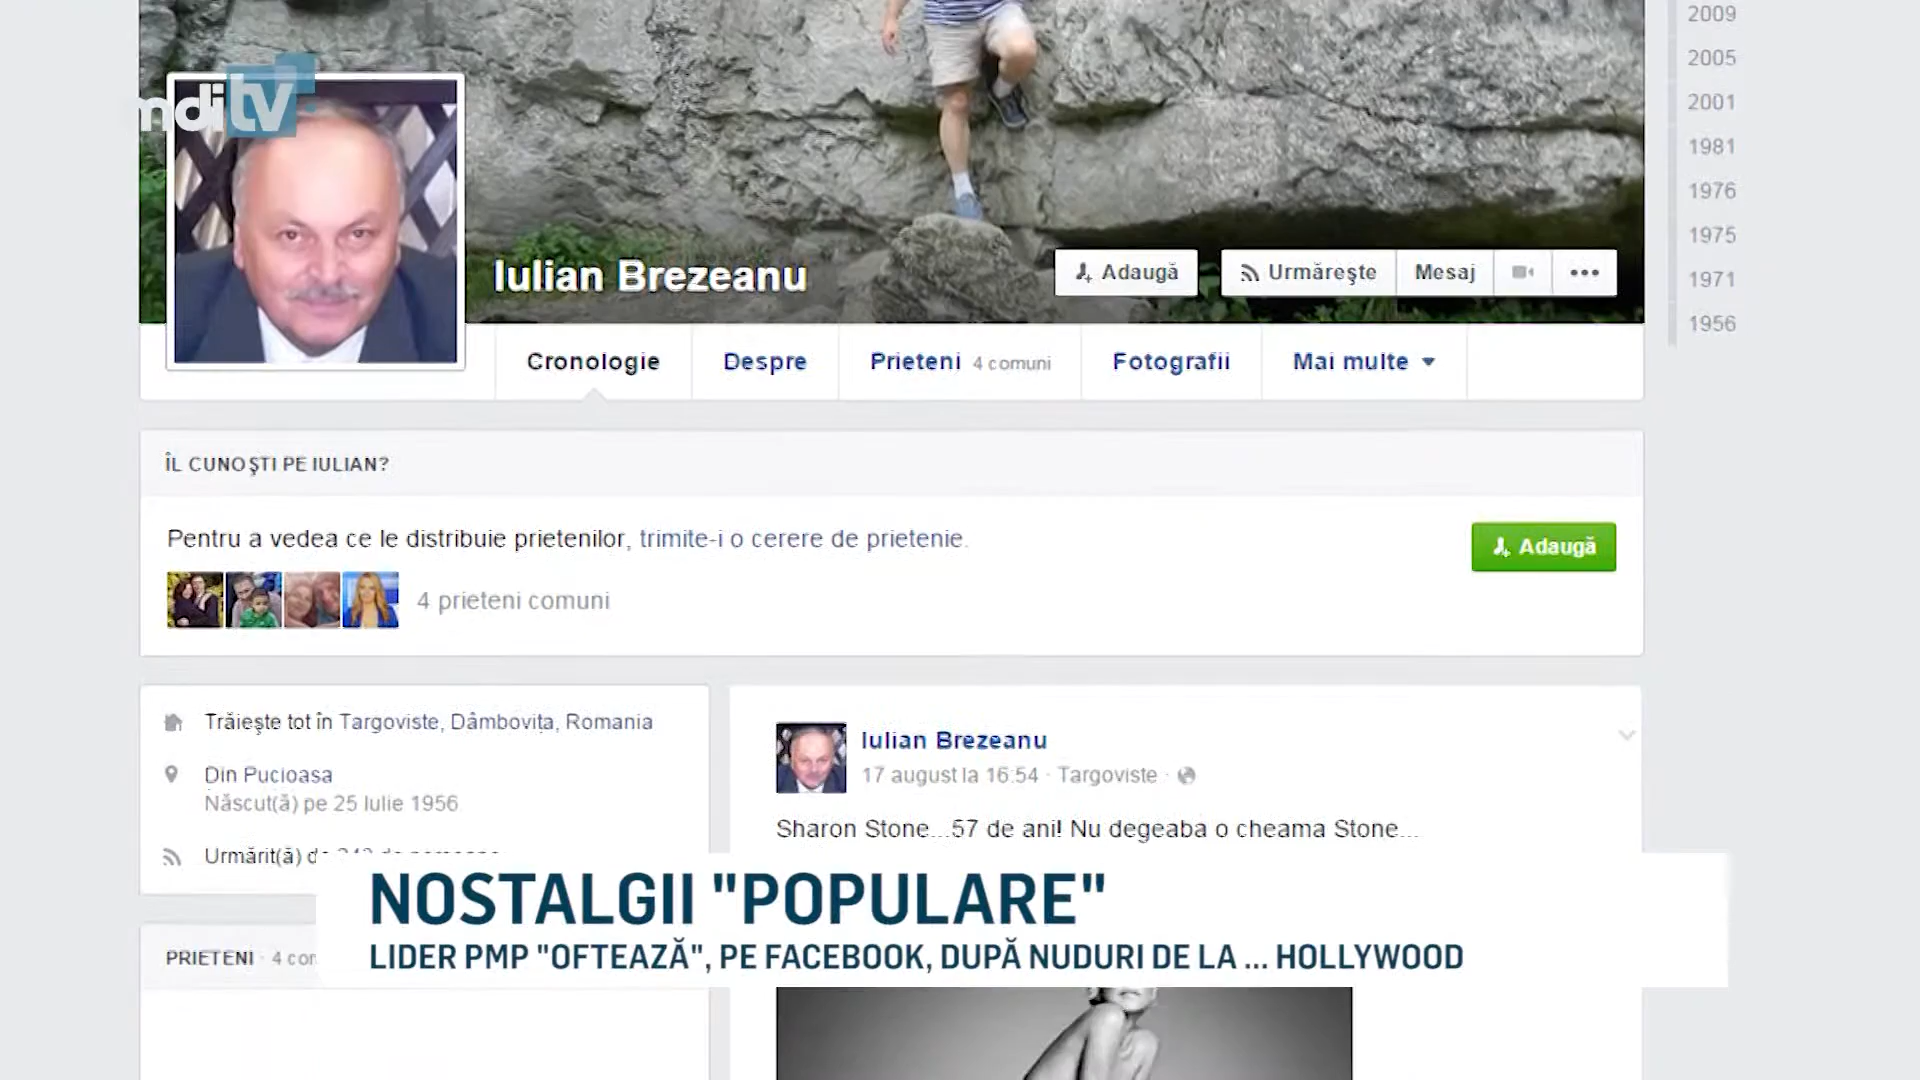 mdi tv
2009
2005
2001
1981
1976
1975
1971
1956
Iulian Brezeanu
Adaugă
Urmăreşte
Mesaj
Cronologie
Despre
Prieteni 4 comuni
Fotografii
Mai multe
ÎL CUNOŞTI PE IULIAN?
Pentru a vedea ce le distribuie prietenilor, trimite-i o cerere de prietenie.
Adaugă
4 prieteni comuni
Trăieşte tot în Targoviste, Dâmboviţa, Romania
Din Pucioasa
Născut(ă) pe 25 Iulie 1956
Urmărit(ă)
Iulian Brezeanu
17 august la 16:54 · Targoviste ·
Sharon Stone...57 de ani! Nu degeaba o cheama Stone...
NOSTALGII "POPULARE"
LIDER PMP "OFTEAZĂ", PE FACEBOOK, DUPĂ NUDURI DE LA ... HOLLYWOOD
PRIETENI · 4